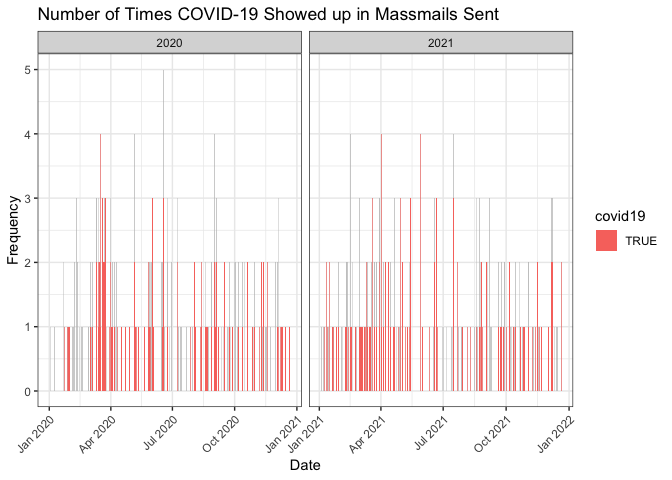 Number of Times COVID-19 Showed up in Massmails Sent
2020
2021
5
4
3
2
1
0
Frequency
Jan 2020
Apr 2020
Jul 2020
Oct 2020
Jan 2021
Jan 2021
Apr 2021
Jul 2021
Oct 2021
Jan 2022
Date
covid19
TRUE